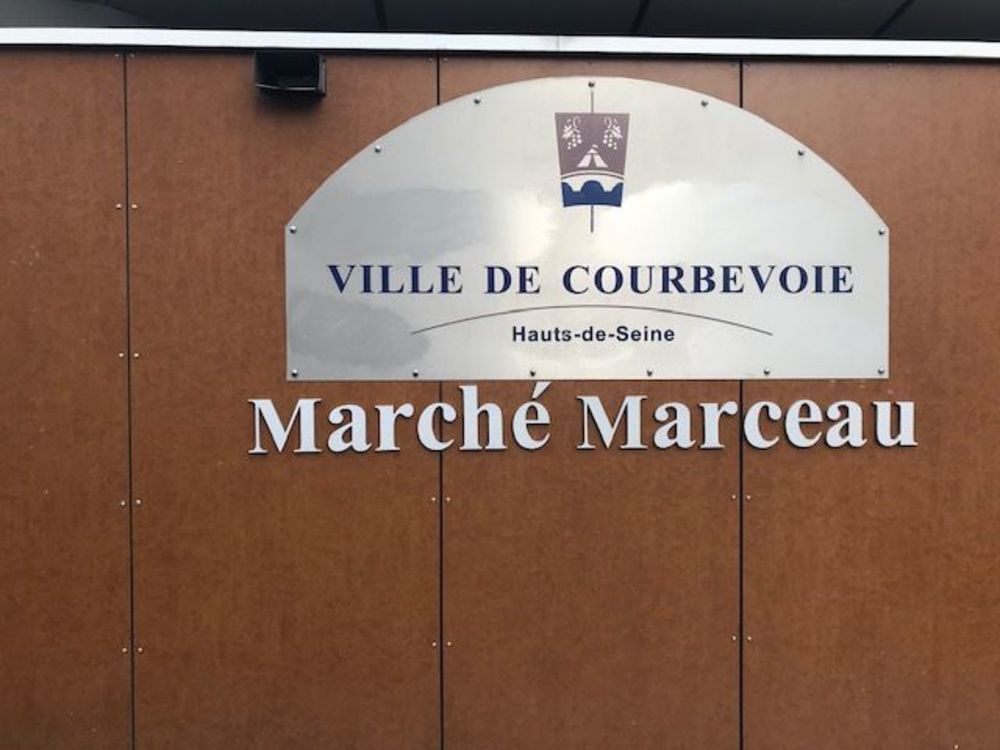 VILLE DE COURBEVOIE
Hauts-de-Seine
Marché Marceau